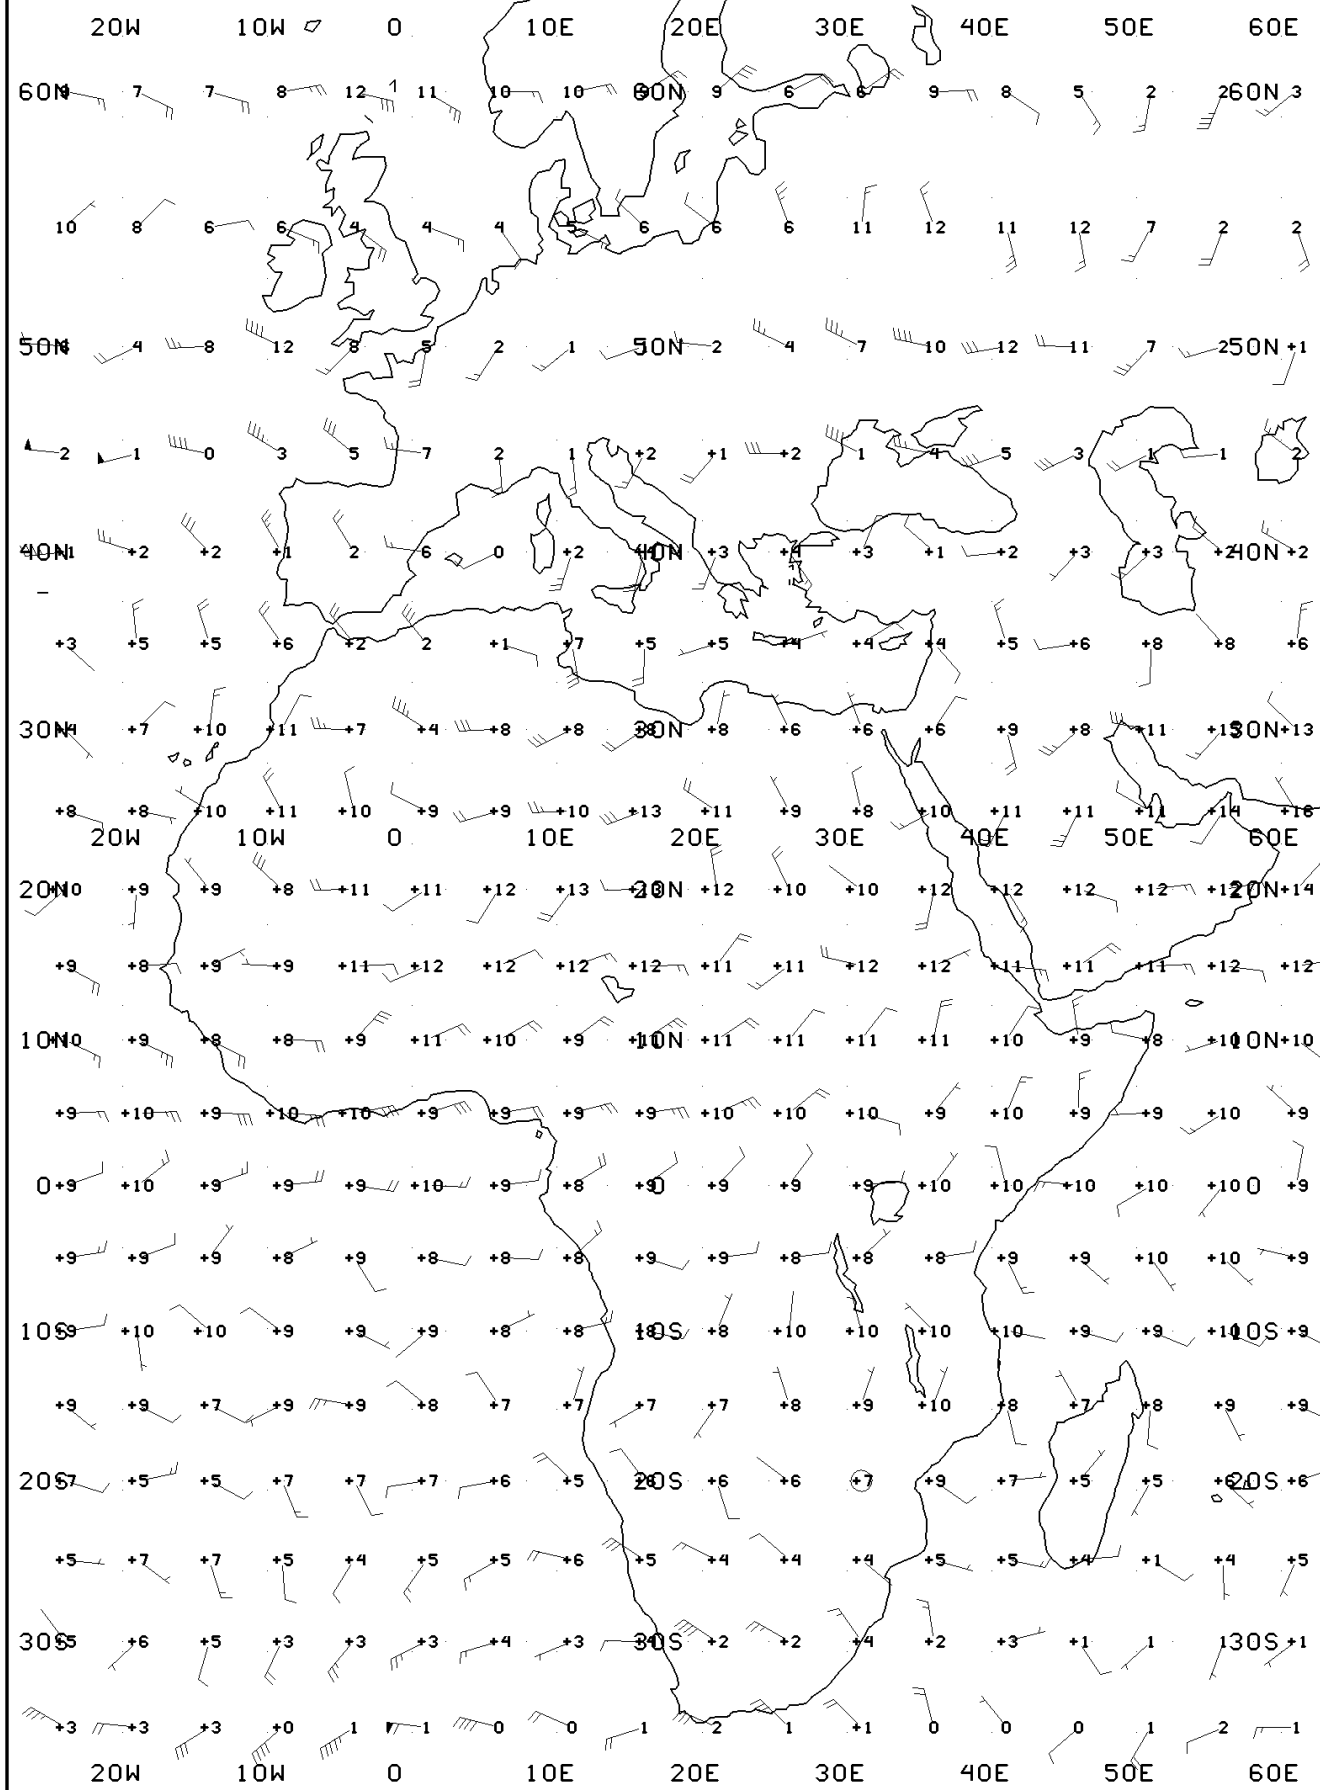 20W 10W 0 10E 20E 30E 40E 50E 60E
60N 7 7 8 12 1 11 10 10 60N 9 6 6 9 8 5 2 2 60N 3
10 8 6 6 4 4 4 5 6 6 6 11 12 11 12 7 2 2
50N 4 8 12 8 5 2 1 50N 2 4 7 10 12 11 7 2 50N +1
2 1 0 3 5 7 2 1 +2 +1 +2 1 4 5 3 1 1 2
40N +1 +2 +2 +1 2 6 0 +2 40N +3 +4 +3 +1 +2 +3 +3 +2 40N +2
+3 +5 +5 +6 +2 2 +1 +7 +5 +5 +4 +4 +4 +5 +6 +8 +8 +6
30N +7 +10 +11 +7 +4 +8 +8 30N +8 +6 +6 +6 +9 +8 +11 +15 30N +13
+8 +8 +10 +11 +10 +9 +9 +10 +13 +11 +9 +8 +10 +11 +11 +11 +14 +16
20W 10W 0 10E 20E 30E 40E 50E 60E
20N +10 +9 +9 +8 +11 +11 +12 +13 20N +12 +10 +10 +12 +12 +12 +12 +12 20N +14
+9 +8 +9 +9 +11 +12 +12 +12 +12 +11 +11 +12 +12 +11 +11 +11 +12 +12
10N +10 +9 +8 +8 +9 +11 +10 +9 10N +11 +11 +11 +11 +10 +9 +8 +10 10N +10
+9 +10 +9 +10 +10 +9 +9 +9 +9 +10 +10 +10 +9 +10 +9 +9 +10 +9
0 +9 +10 +9 +9 +9 +10 +9 +8 +9 0 +9 +9 +9 +10 +10 +10 +10 +10 0 +9
+9 +9 +9 +8 +9 +8 +8 +8 +9 +9 +8 +8 +8 +9 +9 +10 +10 +9
10S +9 +10 +10 +9 +9 +9 +8 +8 10S +8 +10 +10 +10 +10 +9 +9 +10 10S +9
+9 +9 +7 +9 +9 +8 +7 +7 +7 +7 +8 +9 +10 +8 +7 +8 +9 +9
20S +7 +5 +5 +7 +7 +7 +6 +5 20S +6 +6 +7 +9 +7 +5 +5 +6 20S +6
+5 +7 +7 +5 +4 +5 +5 +6 +5 +4 +4 +4 +5 +5 +4 +1 +4 +5
30S +5 +6 +5 +3 +3 +3 +4 +3 30S +2 +2 +4 +2 +3 +1 1 1 30S +1
+3 +3 +3 +0 1 1 0 0 1 2 1 +1 0 0 0 1 2 1
20W 10W 0 10E 20E 30E 40E 50E 60E